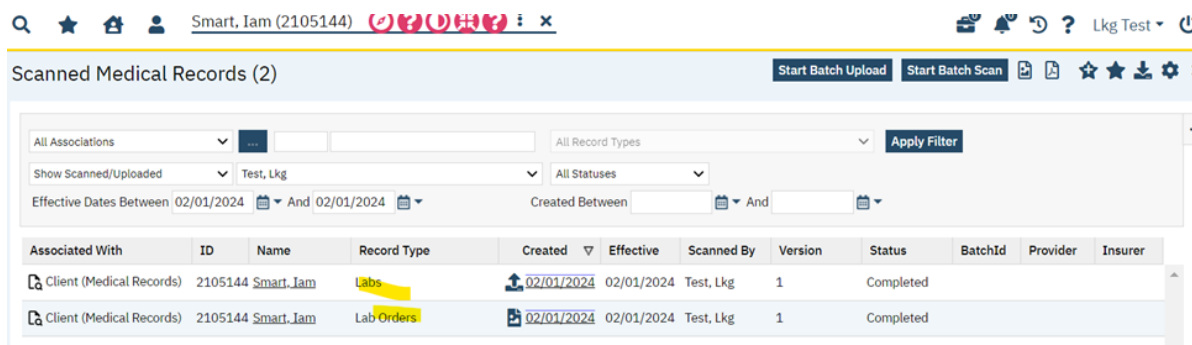 Smart, Iam (2105144) ? ? ? Lkg Test
Scanned Medical Records (2) Start Batch Upload Start Batch Scan
All Associations ... All Record Types Apply Filter
Show Scanned/Uploaded Test, Lkg All Statuses
Effective Dates Between 02/01/2024 And 02/01/2024 Created Between And
Associated With ID Name Record Type Created Effective Scanned By Version Status BatchId Provider Insurer
Client (Medical Records) 2105144 Smart, Iam Labs 02/01/2024 02/01/2024 Test, Lkg 1 Completed
Client (Medical Records) 2105144 Smart, Iam Lab Orders 02/01/2024 02/01/2024 Test, Lkg 1 Completed